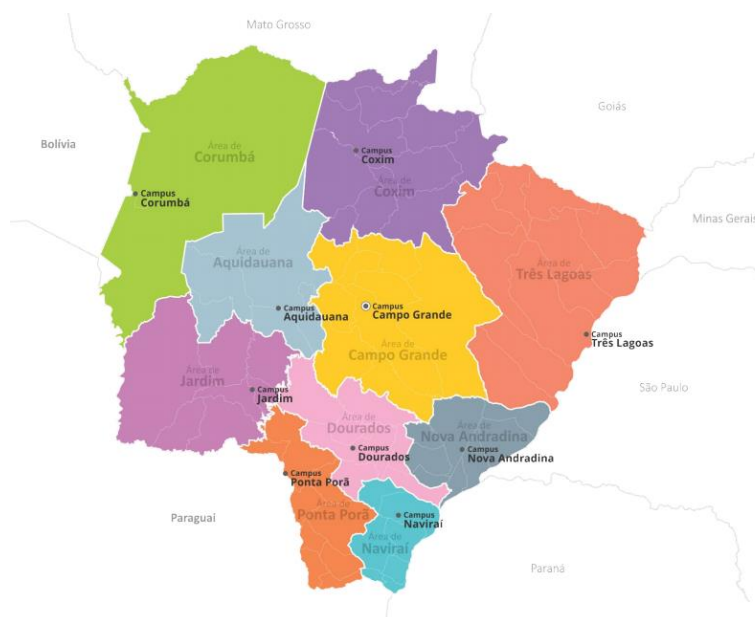 Mato Grosso
Goiás
Bolívia
Minas Gerais
São Paulo
Paraná
Paraguai
Área de
Corumbá
Campus
Corumbá
Campus
Coxim
Área de
Coxim
Área de
Aquidauana
Campus
Aquidauana
Área de
Três Lagoas
Campus
Três Lagoas
Campus
Campo Grande
Área de
Campo Grande
Área de
Jardim
Campus
Jardim
Área de
Dourados
Campus
Dourados
Área de
Nova Andradina
Campus
Nova Andradina
Campus
Ponta Porã
Área de
Ponta Porã
Campus
Naviraí
Área de
Naviraí